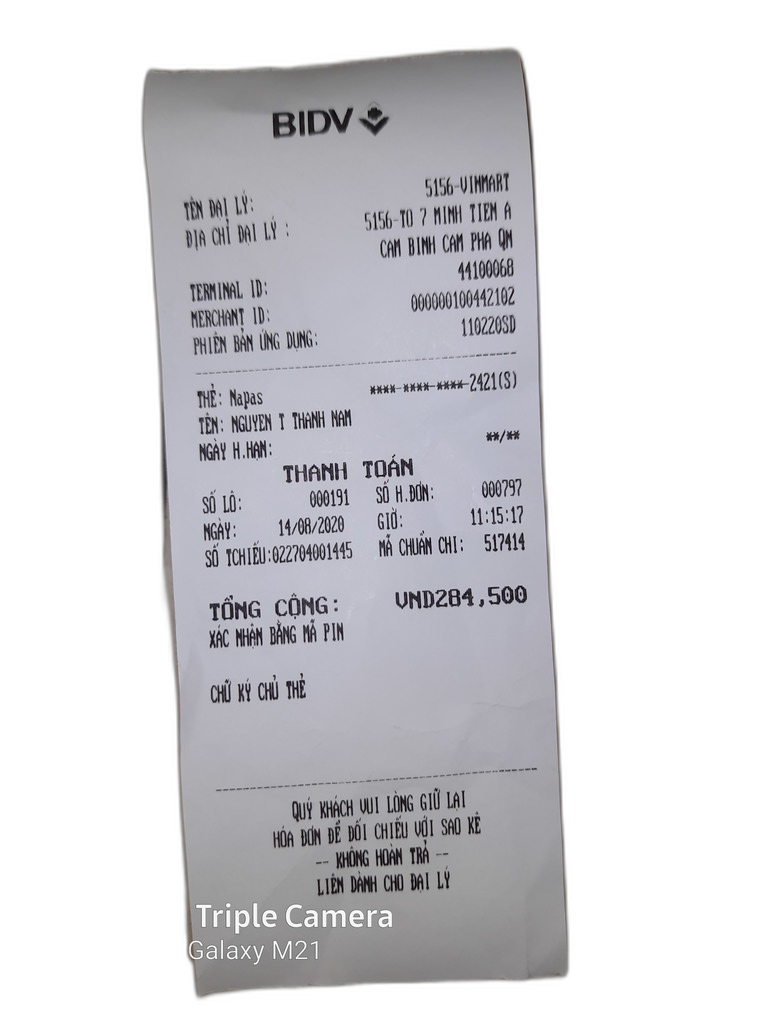 BIDV
TÊN ĐẠI LÝ: 5156-VINMART
ĐỊA CHỈ ĐẠI LÝ : 5156-TO 7 MINH TIEN A
CAM BINH CAM PHA QN
TERMINAL ID: 44100068
MERCHANT ID: 000000100442102
PHIÊN BẢN ỨNG DỤNG: 110220SD
THẺ: Napas ****-****-****-2421(S)
TÊN: NGUYEN T THANH NAM
NGÀY H.HẠN: **/**
THANH TOÁN
SỐ LÔ: 000191 SỐ H.ĐƠN: 000797
NGÀY: 14/08/2020 GIỜ: 11:15:17
SỐ TCHIẾU:022704001445 MÃ CHUẨN CHI: 517414
TỔNG CỘNG: VND284,500
XÁC NHẬN BẰNG MÃ PIN
CHỮ KÝ CHỦ THẺ
QUÝ KHÁCH VUI LÒNG GIỮ LẠI
HÓA ĐƠN ĐỂ ĐỐI CHIẾU VỚI SAO KÊ
-- KHÔNG HOÀN TRẢ --
LIÊN DÀNH CHO ĐẠI LÝ
Triple Camera
Galaxy M21